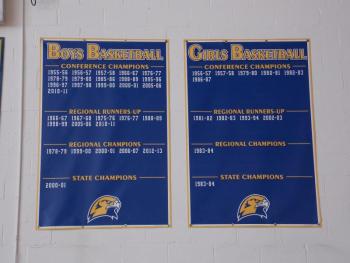 Boys Basketball
CONFERENCE CHAMPIONS
1955-56 1956-57 1957-58 1966-67 1976-77
1978-79 1979-80 1985-86 1989-90 1995-96
1996-97 1997-98 1999-00 2000-01 2005-06
2010-11
REGIONAL RUNNERS-UP
1966-67 1967-68 1975-76 1976-77 1988-89
1998-99 2005-06 2010-11
REGIONAL CHAMPIONS
1978-79 1999-00 2000-01 2006-07 2012-13
STATE CHAMPIONS
2000-01
Girls Basketball
CONFERENCE CHAMPIONS
1956-57 1957-58 1979-80 1980-81 1982-83
1986-87
REGIONAL RUNNERS-UP
1981-82 1982-83 1993-94 2002-03
REGIONAL CHAMPIONS
1983-84
STATE CHAMPIONS
1983-84